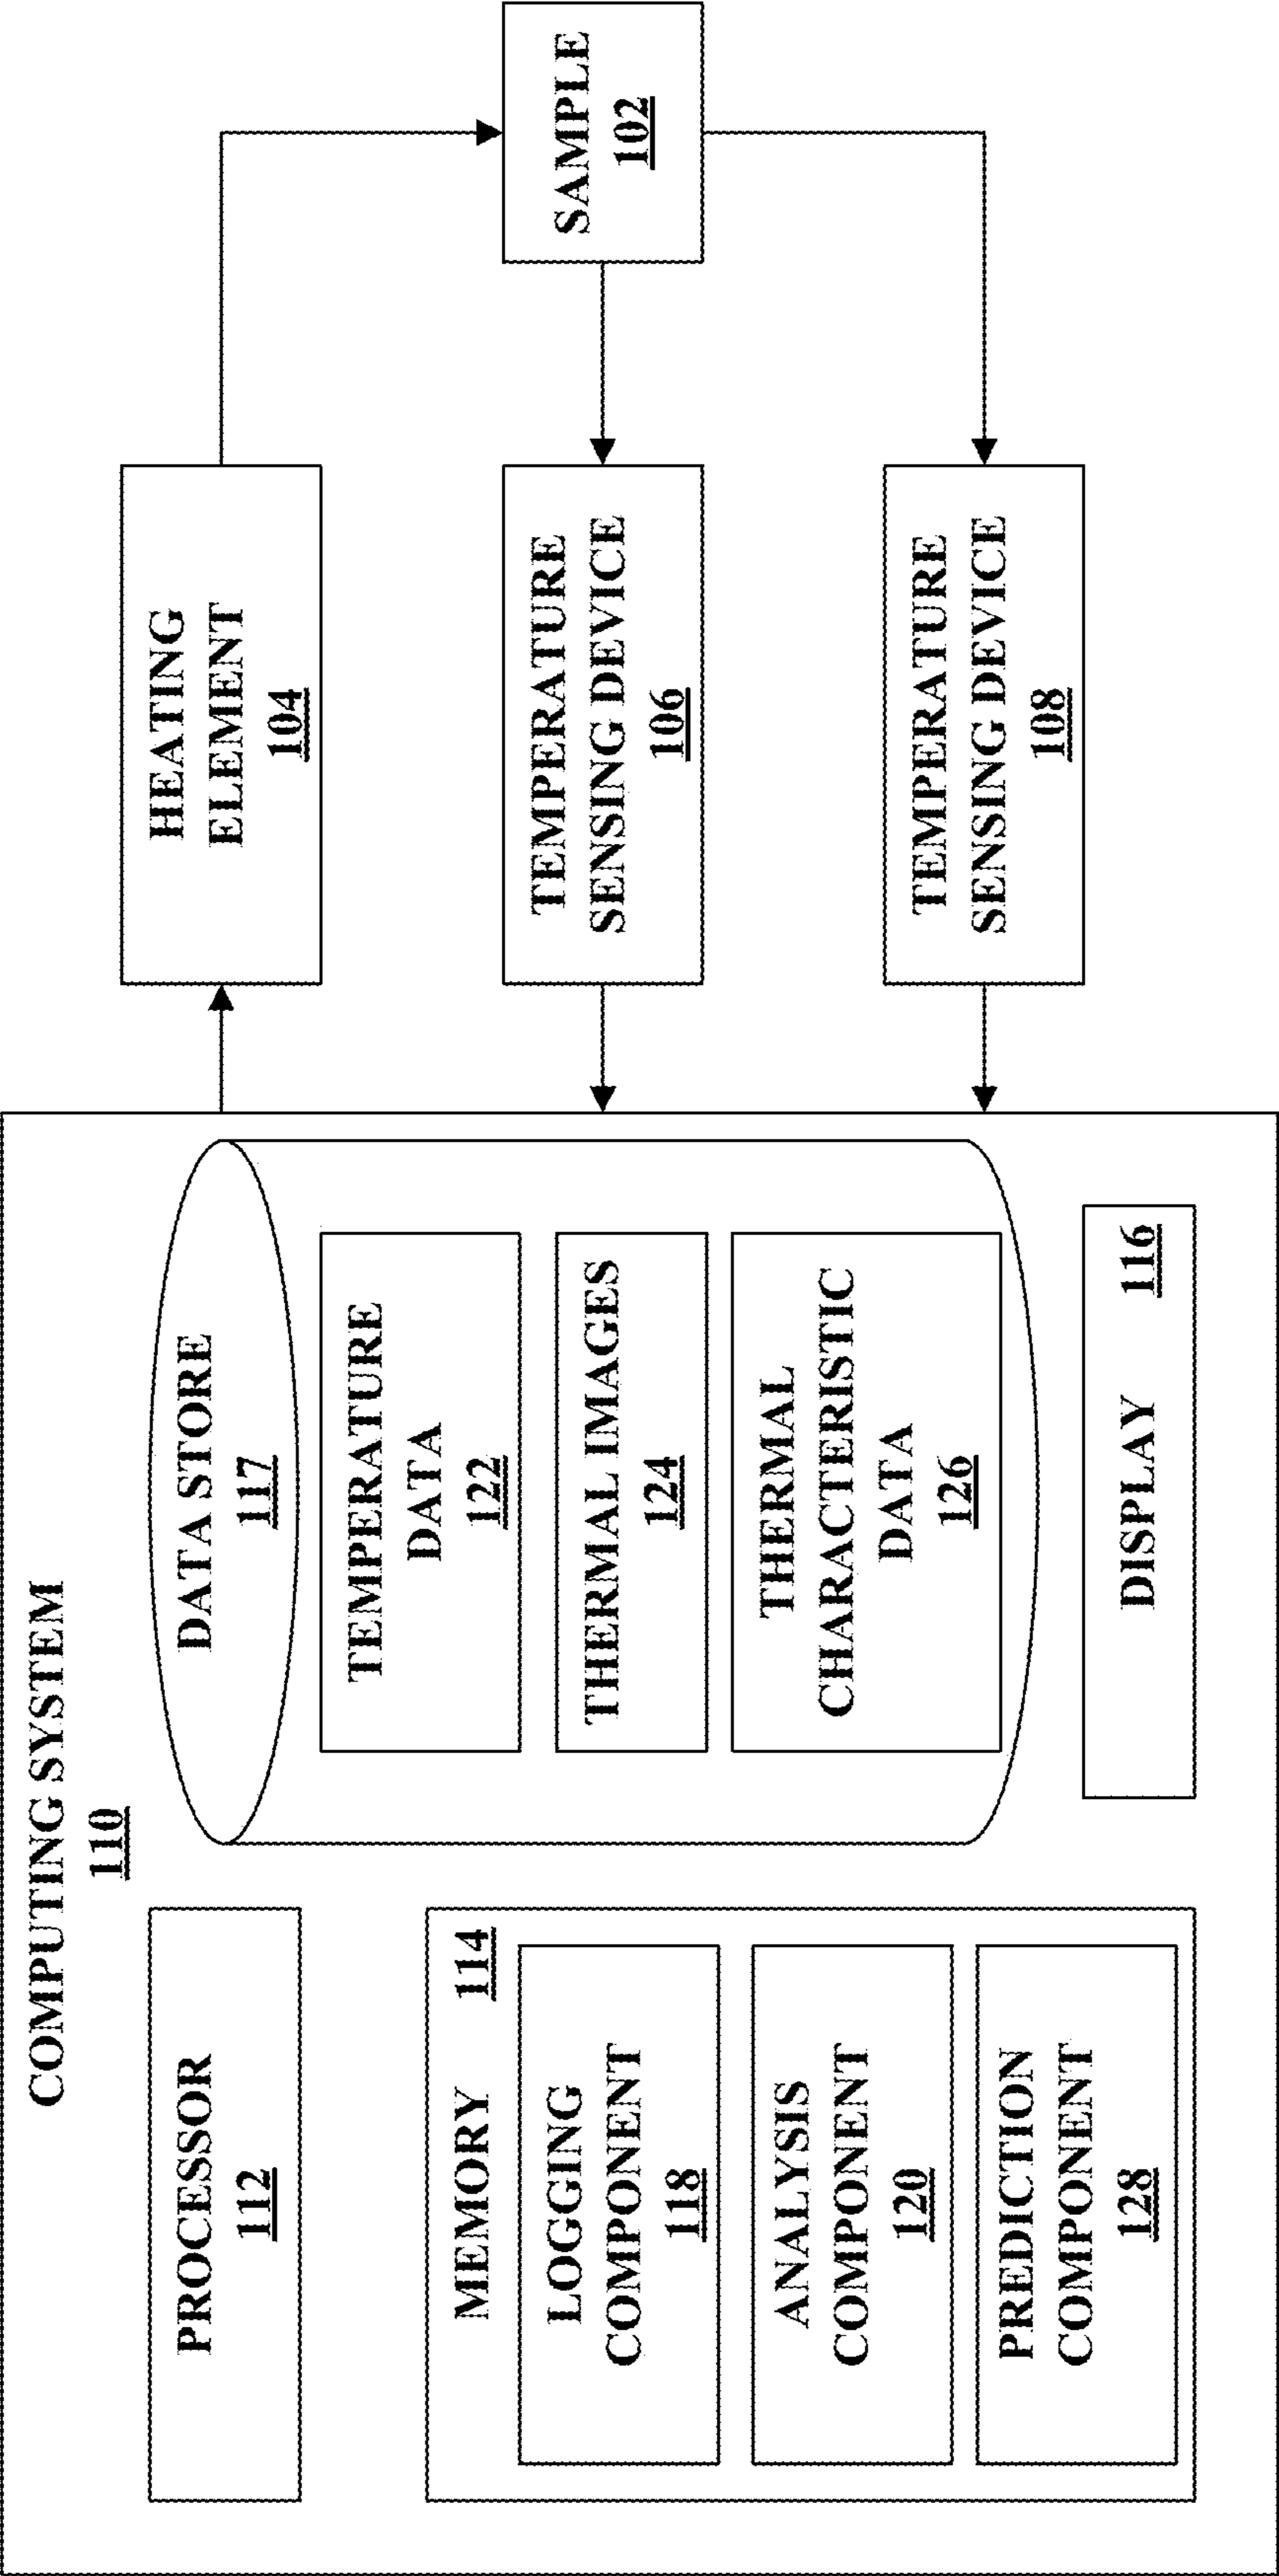 COMPUTING SYSTEM
110
PROCESSOR
112
MEMORY 114
LOGGING
COMPONENT
118
ANALYSIS
COMPONENT
120
PREDICTION
COMPONENT
128
DATA STORE
117
TEMPERATURE
DATA
122
THERMAL IMAGES
124
THERMAL
CHARACTERISTIC
DATA
126
DISPLAY 116
HEATING
ELEMENT
104
TEMPERATURE
SENSING DEVICE
106
TEMPERATURE
SENSING DEVICE
108
SAMPLE
102